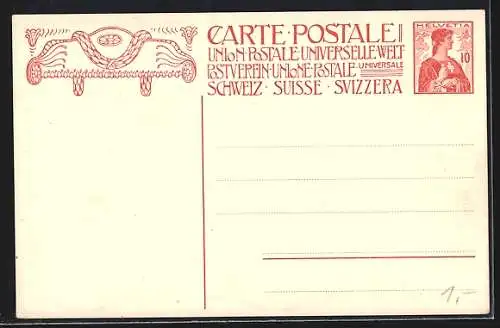 CARTE·POSTALE
UNION·POSTALE·UNIVERSELLE·WELT
POSTVEREIN·UNIONE·POSTALE UNIVERSALE
SCHWEIZ·SUISSE·SVIZZERA
HELVETIA
10
1,-